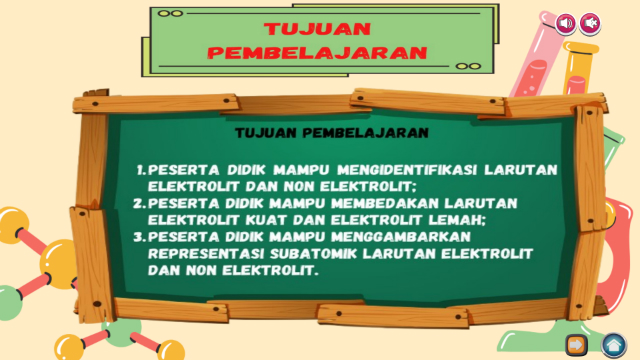 TUJUAN
PEMBELAJARAN
TUJUAN PEMBELAJARAN
1.PESERTA DIDIK MAMPU MENGIDENTIFIKASI LARUTAN
ELEKTROLIT DAN NON ELEKTROLIT;
2.PESERTA DIDIK MAMPU MEMBEDAKAN LARUTAN
ELEKTROLIT KUAT DAN ELEKTROLIT LEMAH;
3.PESERTA DIDIK MAMPU MENGGAMBARKAN
REPRESENTASI SUBATOMIK LARUTAN ELEKTROLIT
DAN NON ELEKTROLIT.